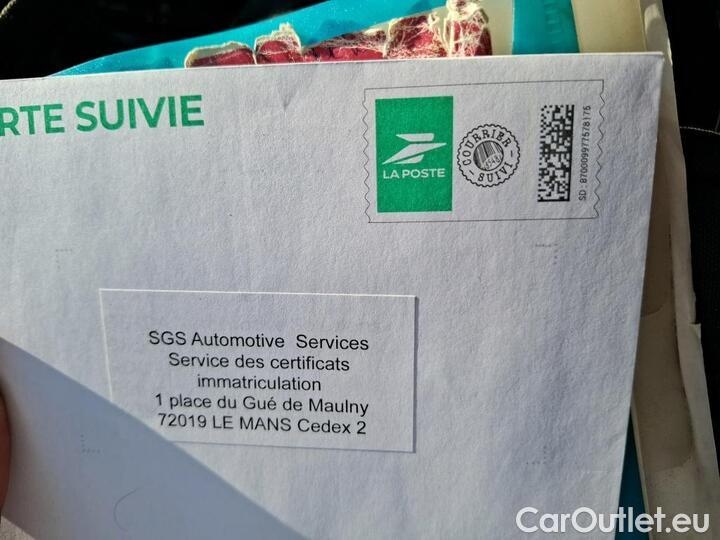 RTE SUIVIE
LA POSTE
COURRIER
SUIVI
SD : 87000997757817S
SGS Automotive Services
Service des certificats
immatriculation
1 place du Gué de Maulny
72019 LE MANS Cedex 2
CarOutlet.eu